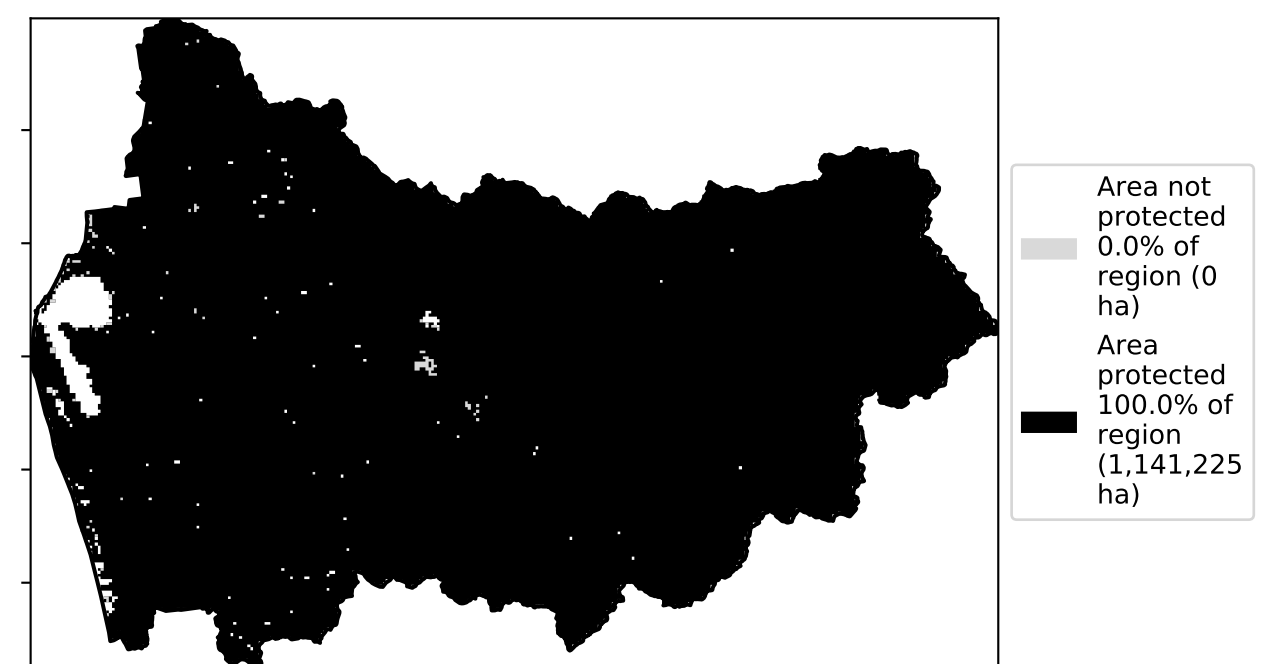 Area not
protected
0.0% of
region (0
ha)
Area
protected
100.0% of
region
(1,141,225
ha)